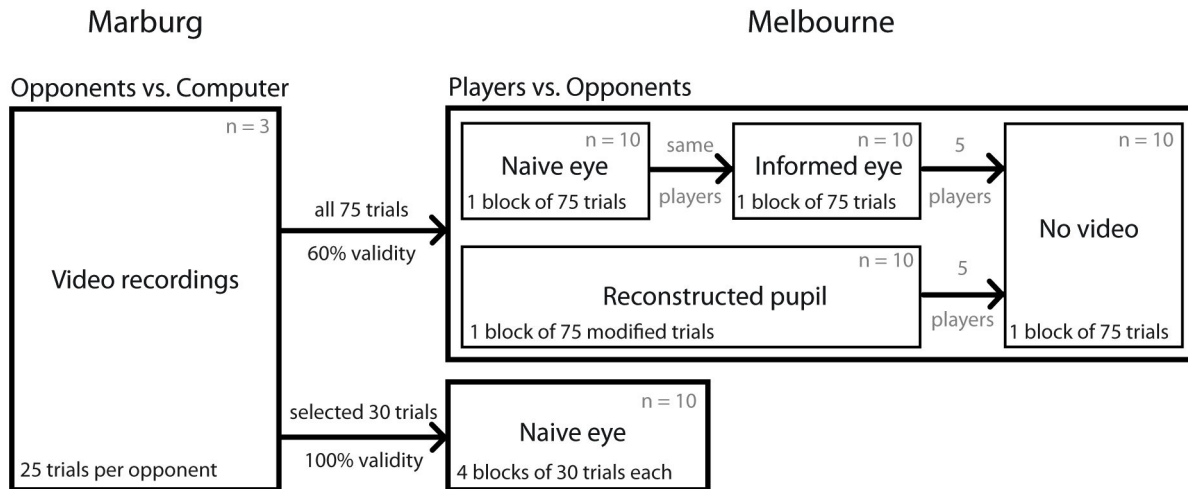 Marburg
Melbourne
Opponents vs. Computer
n = 3
Video recordings
25 trials per opponent
all 75 trials
60% validity
selected 30 trials
100% validity
Players vs. Opponents
n = 10
Naive eye
1 block of 75 trials
same
players
n = 10
Informed eye
1 block of 75 trials
5
players
n = 10
No video
1 block of 75 trials
n = 10
Reconstructed pupil
1 block of 75 modified trials
5
players
n = 10
Naive eye
4 blocks of 30 trials each